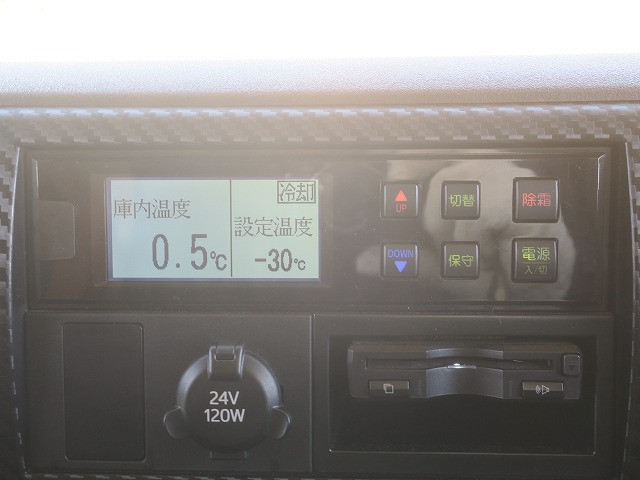 冷却
庫内温度
設定温度
0.5℃
-30℃
UP
切替
除霜
DOWN
保守
電源
入/切
24V
120W